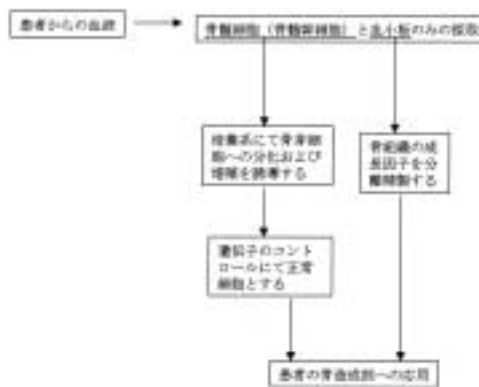 患者からの血液
骨髄細胞（骨髄幹細胞）と血小板のみの採取
培養系にて骨芽細
胞への分化および
増殖を誘導する
骨組織の成
長因子を分
離精製する
遺伝子のコント
ロールにて正常
細胞とする
患者の骨造成術への応用